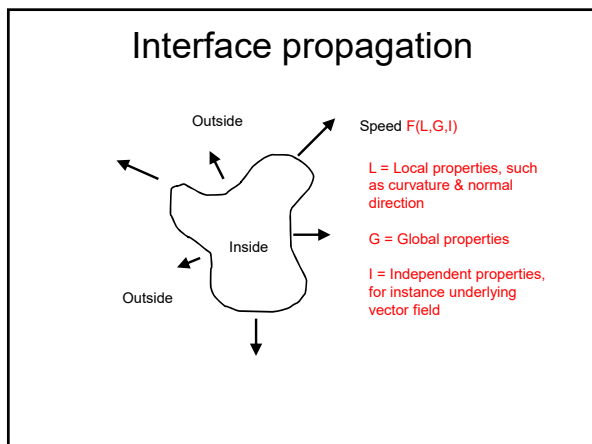 Interface propagation
Outside
Speed F(L,G,I)
L = Local properties, such
as curvature & normal
direction
Inside
G = Global properties
I = Independent properties,
for instance underlying
vector field
Outside